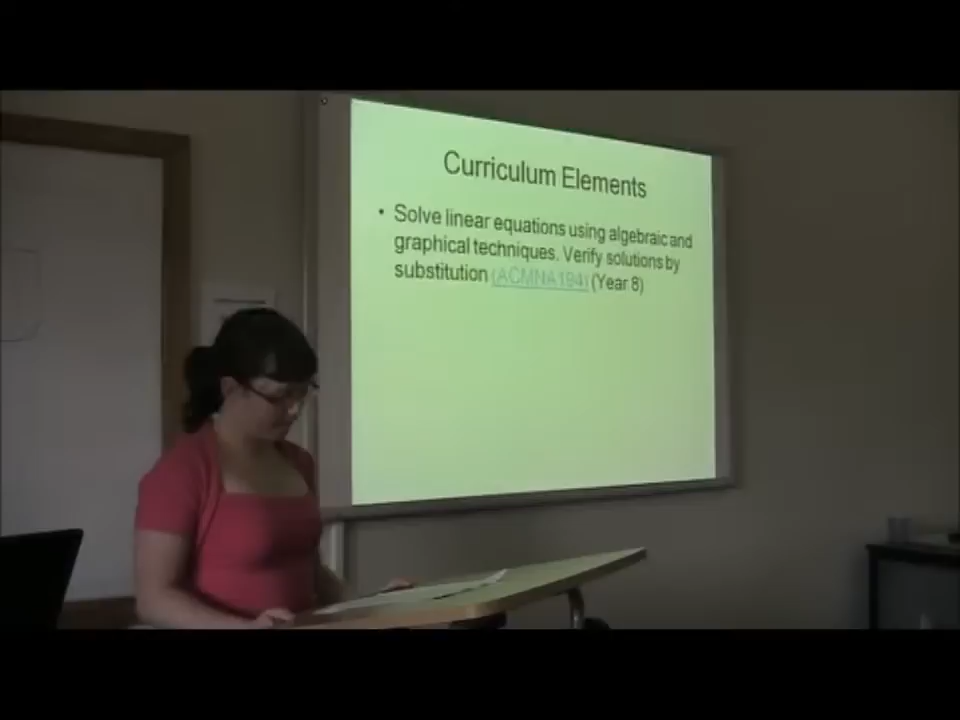 Curriculum Elements
• Solve linear equations using algebraic and
graphical techniques. Verify solutions by
substitution (ACMNA194) (Year 8)